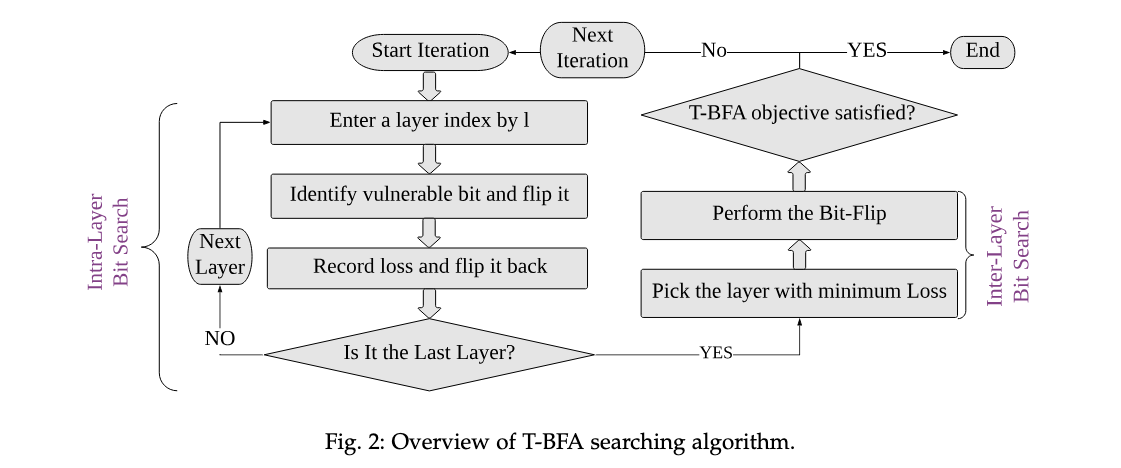 Start Iteration
Next
Iteration
No
YES
End
Enter a layer index by l
T-BFA objective satisfied?
Identify vulnerable bit and flip it
Perform the Bit-Flip
Intra-Layer
Bit Search
Next
Layer
Record loss and flip it back
Pick the layer with minimum Loss
Inter-Layer
Bit Search
NO
Is It the Last Layer?
YES
Fig. 2: Overview of T-BFA searching algorithm.